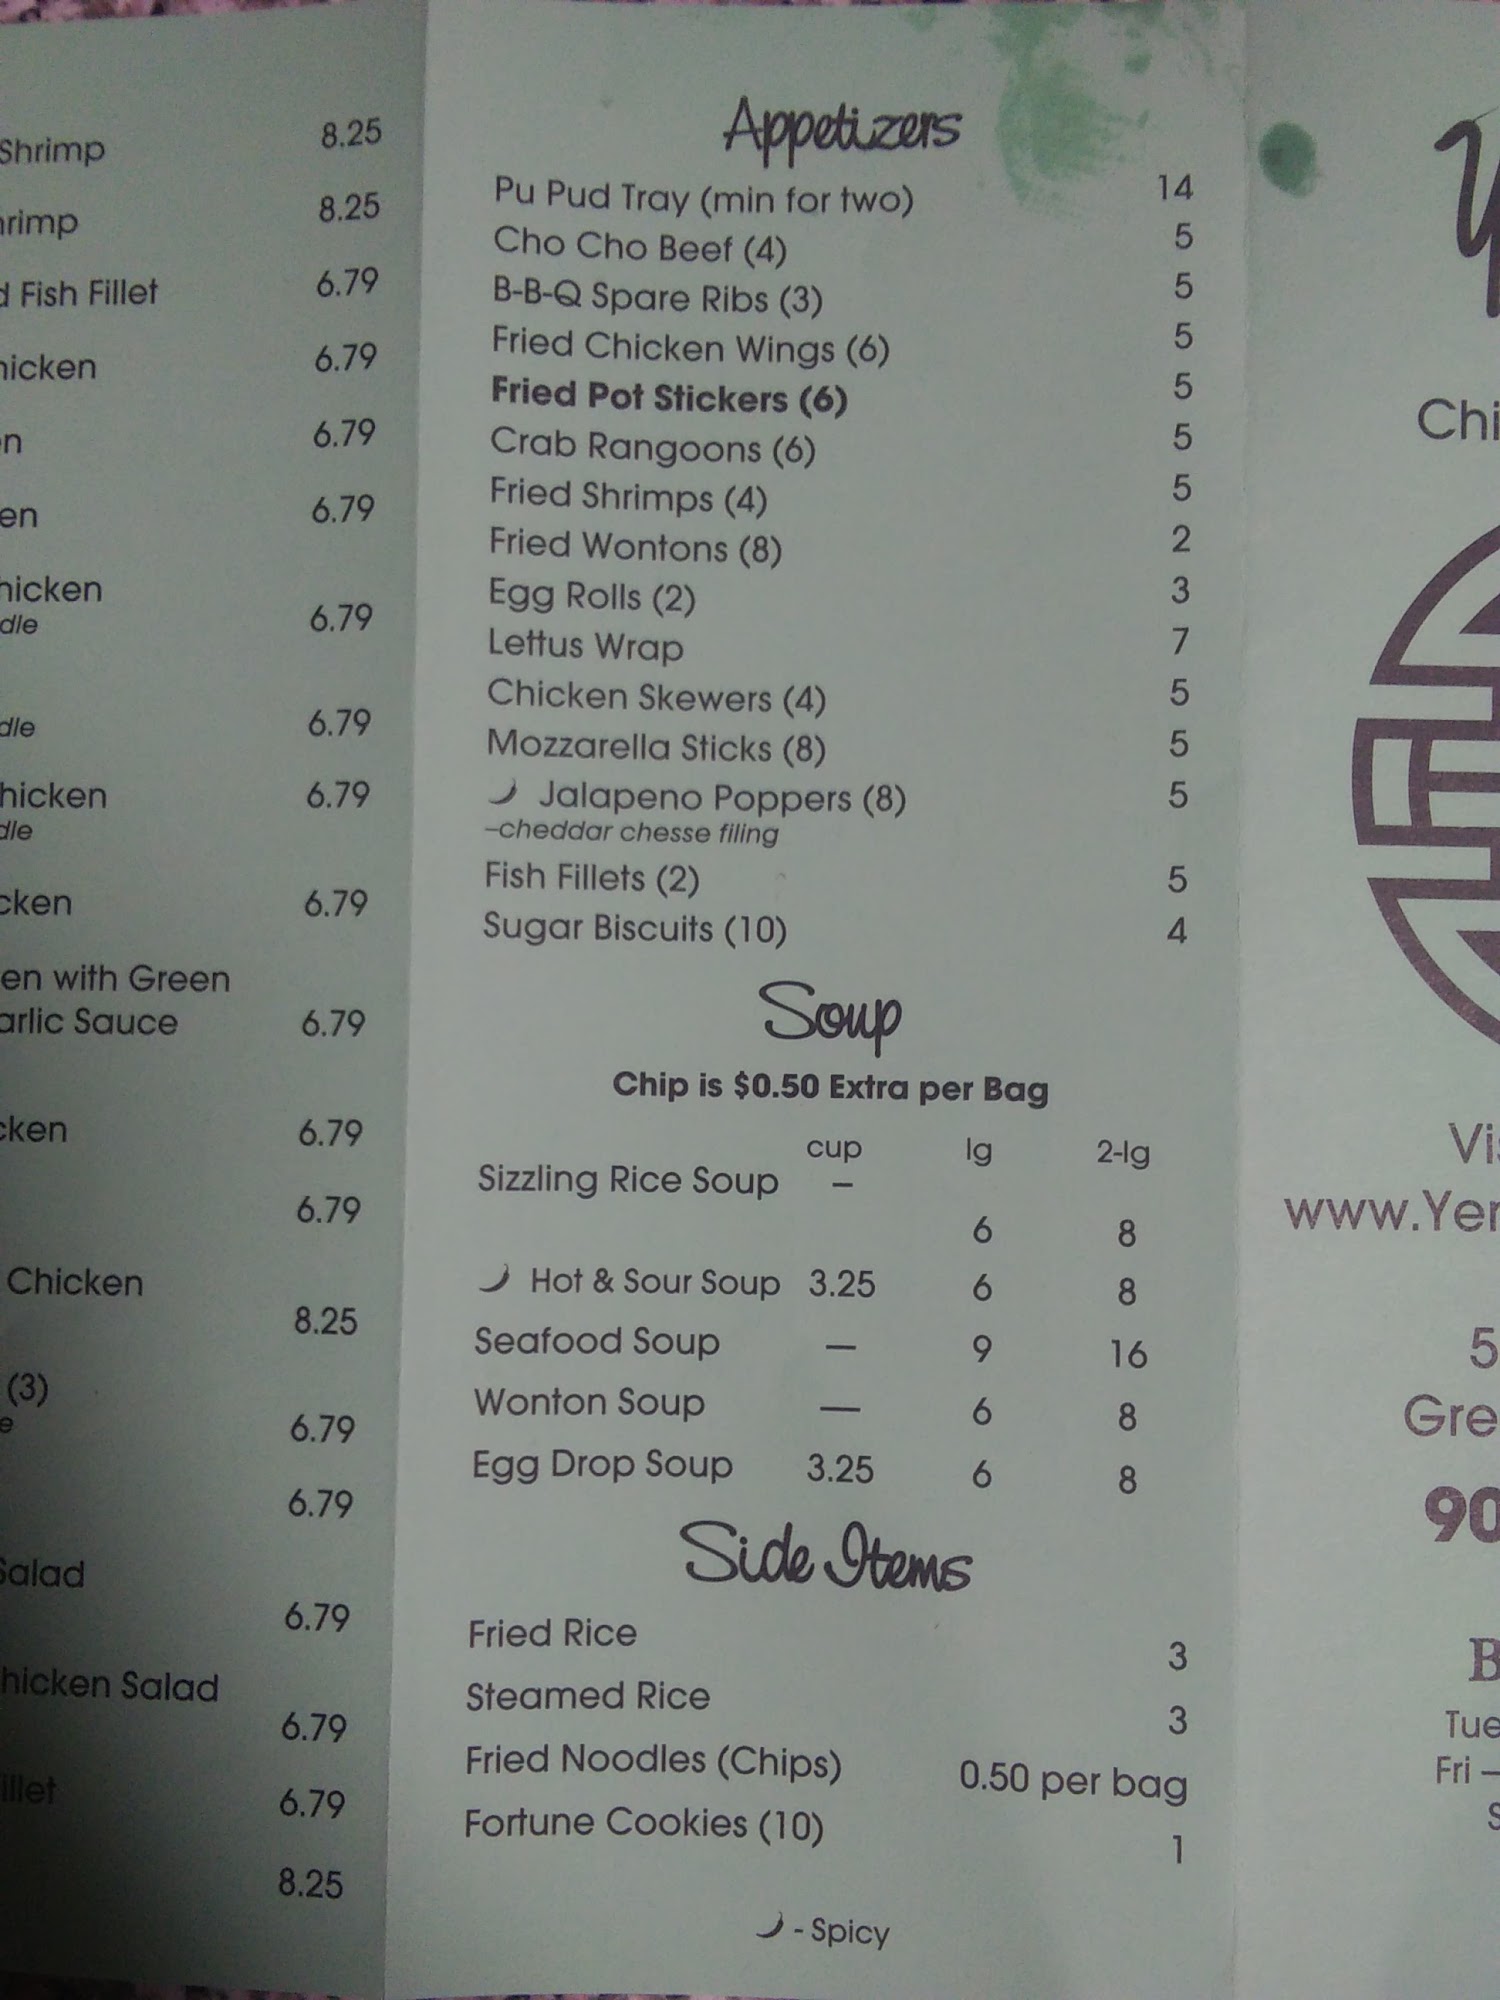 Shrimp 8.25
8.25
Fish Fillet 6.79
6.79
6.79
6.79
6.79
6.79
6.79
6.79
with Green
Sauce 6.79
6.79
6.79
Chicken
8.25
(3)
6.79
6.79
Salad
6.79
Salad
6.79
6.79
8.25
Appetizers
Pu Pud Tray (min for two) 14
Cho Cho Beef (4) 5
B-B-Q Spare Ribs (3) 5
Fried Chicken Wings (6) 5
Fried Pot Stickers (6) 5
Crab Rangoons (6) 5
Fried Shrimps (4) 5
Fried Wontons (8) 2
Egg Rolls (2) 3
Lettus Wrap 7
Chicken Skewers (4) 5
Mozzarella Sticks (8) 5
Jalapeno Poppers (8) 5
-cheddar chesse filing
Fish Fillets (2) 5
Sugar Biscuits (10) 4
Soup
Chip is $0.50 Extra per Bag
cup lg 2-lg
Sizzling Rice Soup –
6 8
Hot & Sour Soup 3.25 6 8
Seafood Soup — 9 16
Wonton Soup — 6 8
Egg Drop Soup 3.25 6 8
Side Items
Fried Rice 3
Steamed Rice 3
Fried Noodles (Chips) 0.50 per bag
Fortune Cookies (10) 1
- Spicy
Chi
Vis
www.Yer
5
Gre
90
B
Tue
Fri –
S